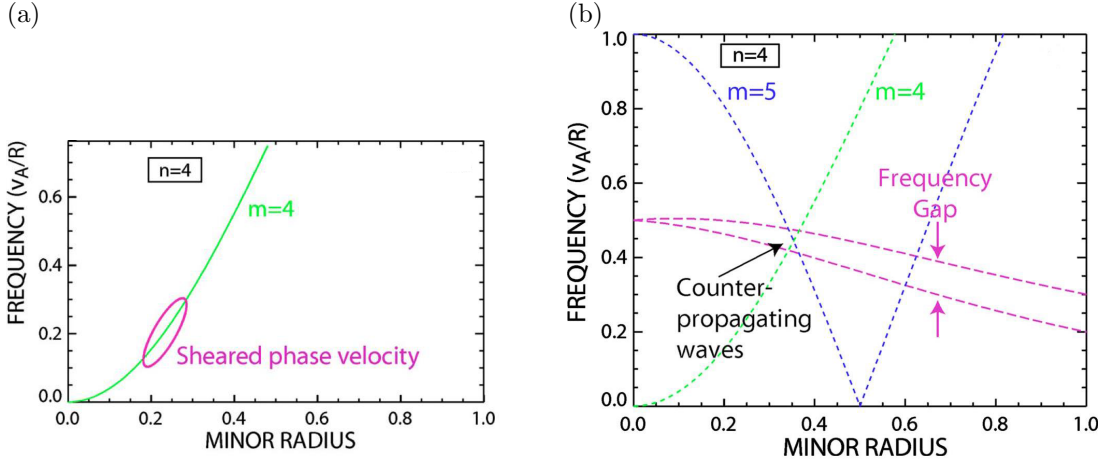 (a)
FREQUENCY (vA/R)
0.6
0.4
0.2
0.0
n=4
m=4
Sheared phase velocity
0.0 0.2 0.4 0.6 0.8 1.0
MINOR RADIUS
(b)
FREQUENCY (vA/R)
1.0
0.8
0.6
0.4
0.2
0.0
n=4
m=5
m=4
Frequency
Gap
Counter-
propagating
waves
0.0 0.2 0.4 0.6 0.8 1.0
MINOR RADIUS